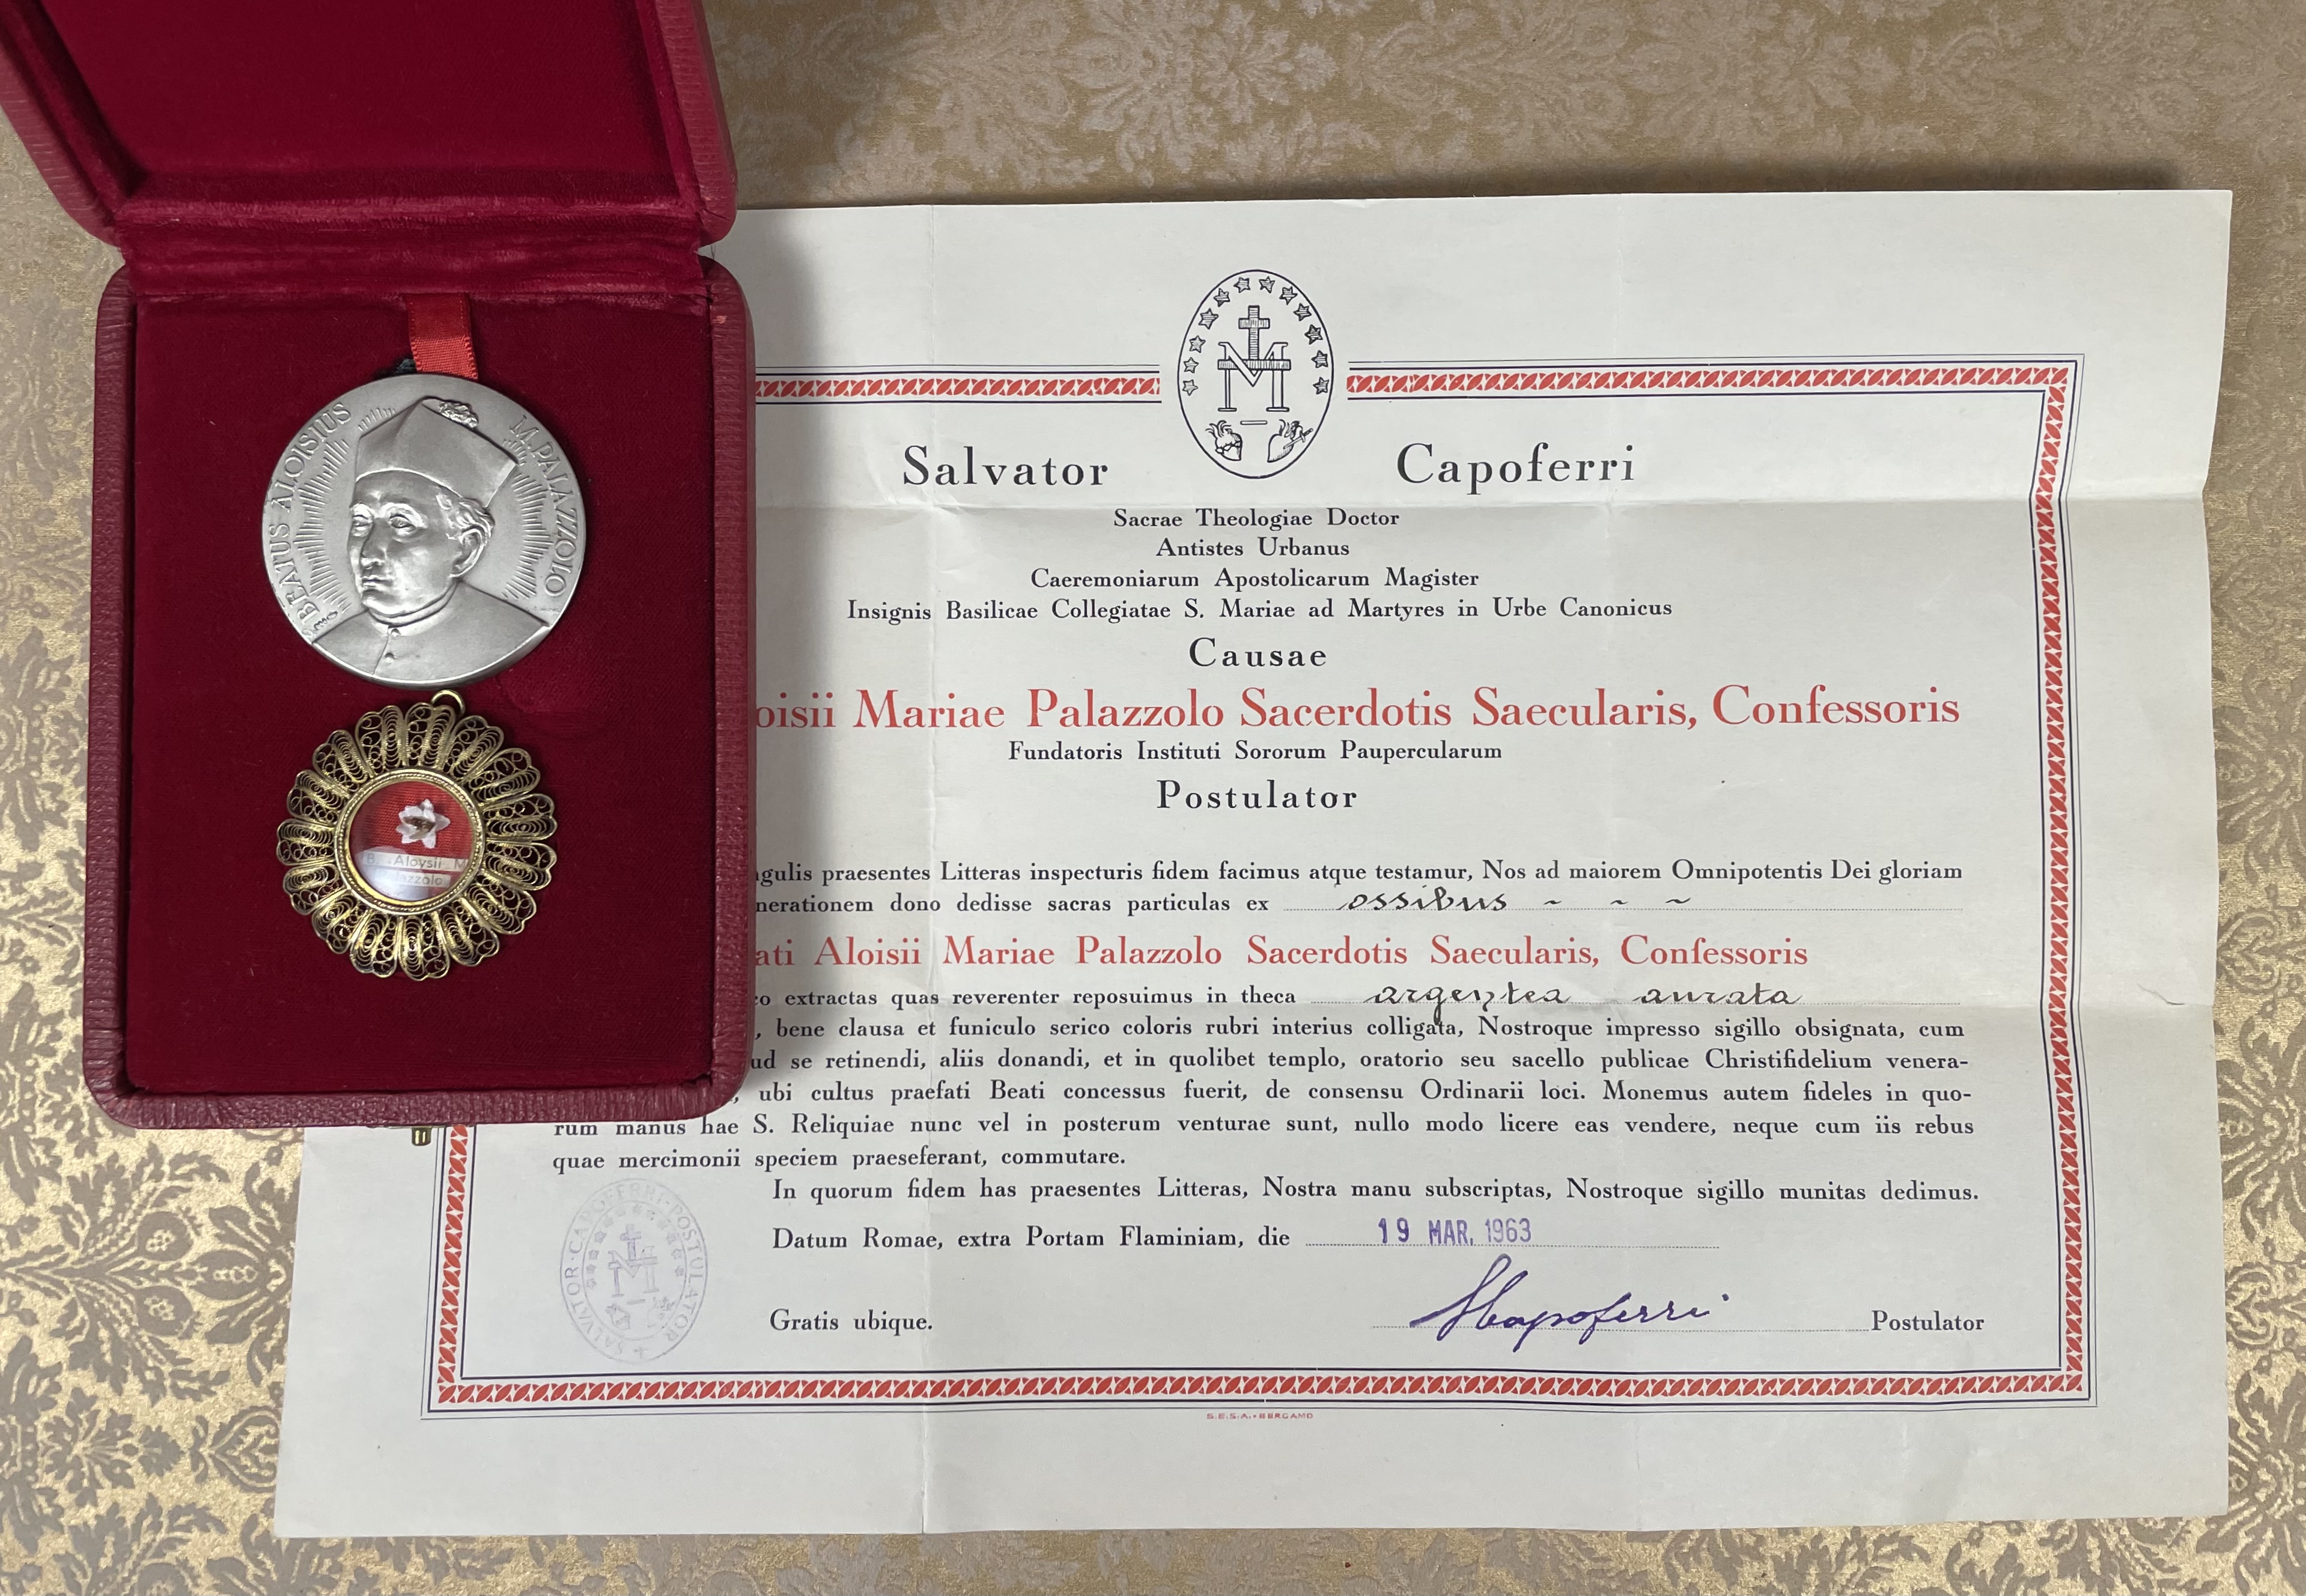 BEATUS ALOISIUS M. PALAZZOLO
B. Aloysii M
Salvator Capoferri
Sacrae Theologiae Doctor
Antistes Urbanus
Caeremoniarum Apostolicarum Magister
Insignis Basilicae Collegiatae S. Mariae ad Martyres in Urbe Canonicus
Causae
oisii Mariae Palazzolo Sacerdotis Saecularis, Confessoris
Fundatoris Instituti Sororum Paupercularum
Postulator
gulis praesentes Litteras inspecturis fidem facimus atque testamur, Nos ad maiorem Omnipotentis Dei gloriam
nerationem dono dedisse sacras particulas ex ossibus ~ ~ ~
ati Aloisii Mariae Palazzolo Sacerdotis Saecularis, Confessoris
o extractas quas reverenter reposuimus in theca argentea aurata
, bene clausa et funiculo serico coloris rubri interius colligata, Nostroque impresso sigillo obsignata, cum
ud se retinendi, aliis donandi, et in quolibet templo, oratorio seu sacello publicae Christifidelium venera-
, ubi cultus praefati Beati concessus fuerit, de consensu Ordinarii loci. Monemus autem fideles in quo-
rum manus hae S. Reliquiae nunc vel in posterum venturae sunt, nullo modo licere eas vendere, neque cum iis rebus
quae mercimonii speciem praeseferant, commutare.
In quorum fidem has praesentes Litteras, Nostra manu subscriptas, Nostroque sigillo munitas dedimus.
Datum Romae, extra Portam Flaminiam, die 19 MAR. 1963
SALVATOR·CAPOFERRI·POSTULATOR
Gratis ubique. SCapoferri Postulator
S.E.S.A. • BERGAMO